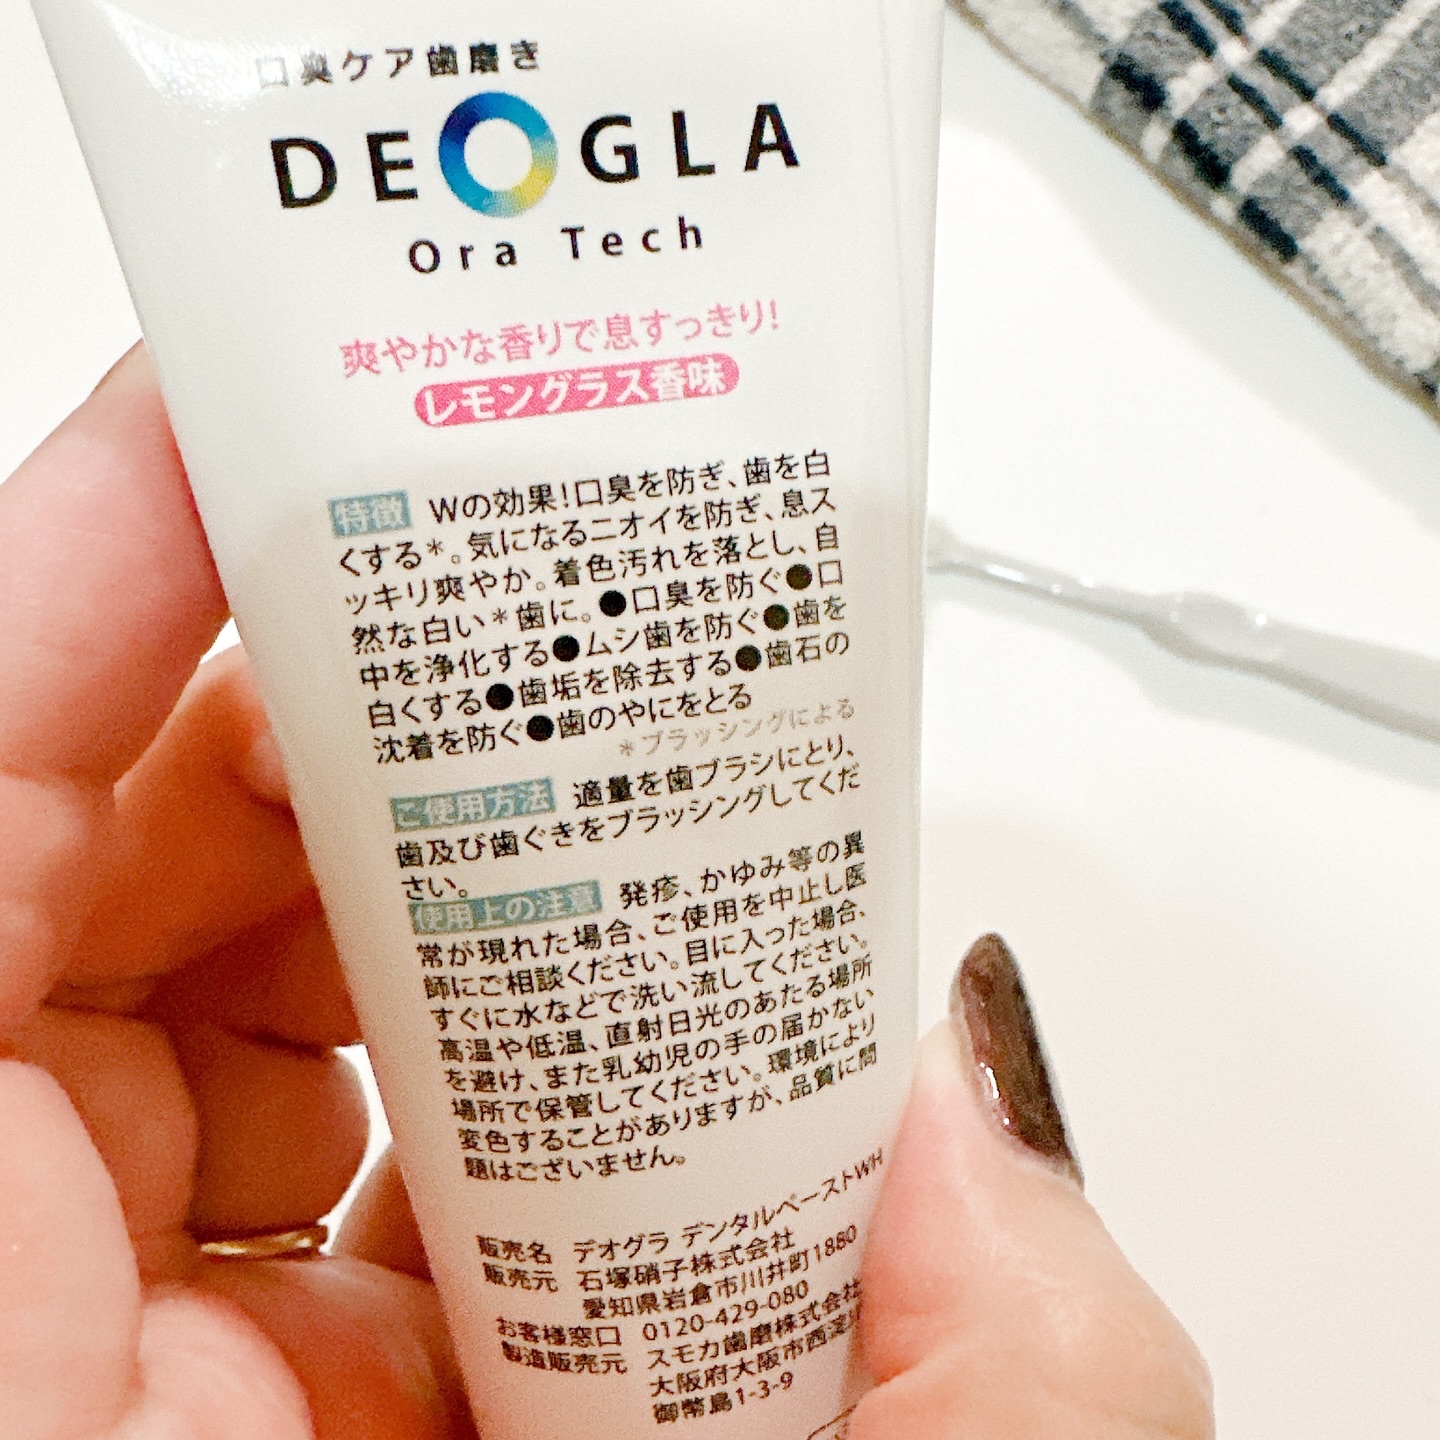 口臭ケア歯磨き
DEOGLA
Ora Tech
爽やかな香りで息すっきり!
レモングラス香味
特徴 Wの効果!口臭を防ぎ、歯を白
くする*。気になるニオイを防ぎ、息ス
ッキリ爽やか。着色汚れを落とし、自
然な白い*歯に。●口臭を防ぐ●口
中を浄化する●ムシ歯を防ぐ●歯を
白くする●歯垢を除去する●歯石の
沈着を防ぐ●歯のやにをとる
*ブラッシングによる
ご使用方法 適量を歯ブラシにとり、
歯及び歯ぐきをブラッシングしてくだ
さい。
使用上の注意 発疹、かゆみ等の異
常が現れた場合、ご使用を中止し医
師にご相談ください。目に入った場合、
すぐに水などで洗い流してください。
高温や低温、直射日光のあたる場所
を避け、また乳幼児の手の届かない
場所で保管してください。環境により
変色することがありますが、品質に問
題はございません。
販売名 デオグラ デンタルペーストWH
販売元 石塚硝子株式会社
愛知県岩倉市川井町1880
お客様窓口 0120-429-080
製造販売元 スモカ歯磨株式会社
大阪府大阪市西淀川
御幣島1-3-9